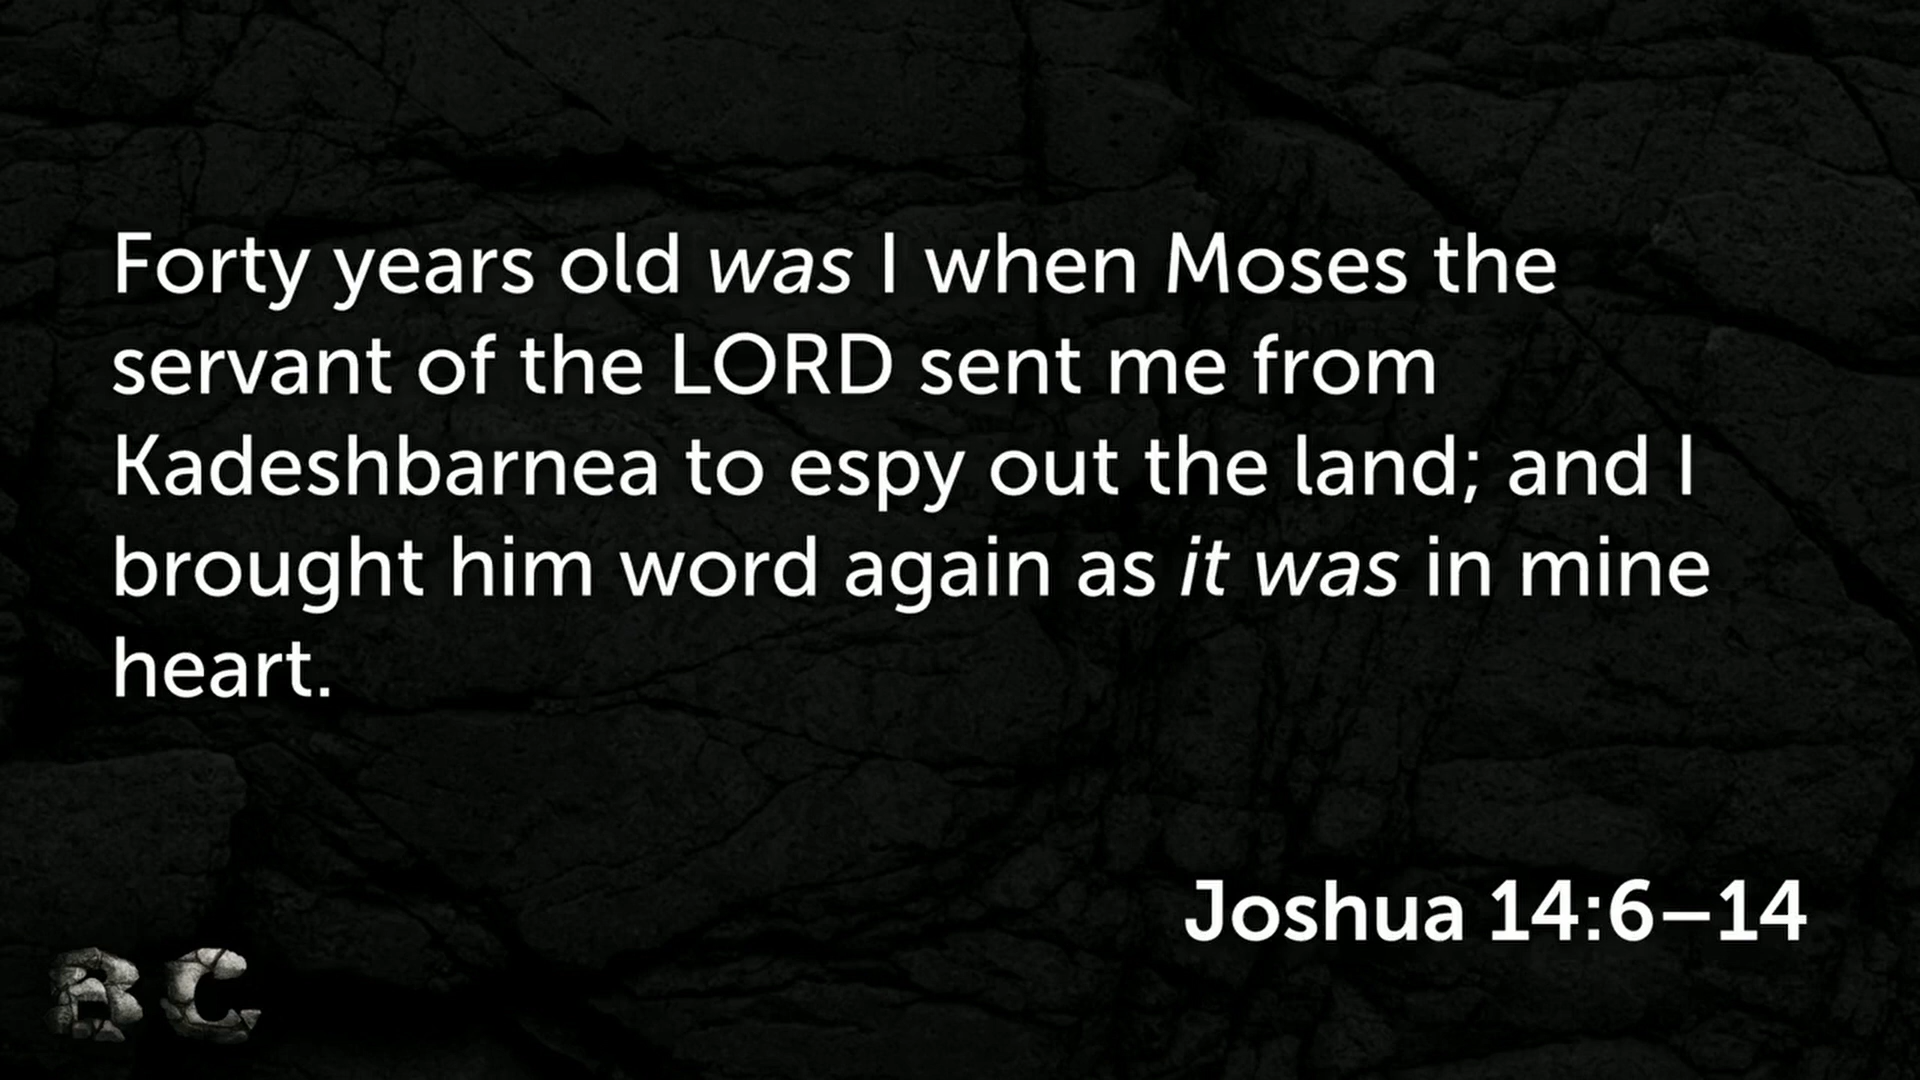 Forty years old was I when Moses the
servant of the LORD sent me from
Kadeshbarnea to espy out the land; and I
brought him word again as it was in mine
heart.
Joshua 14:6–14
RC